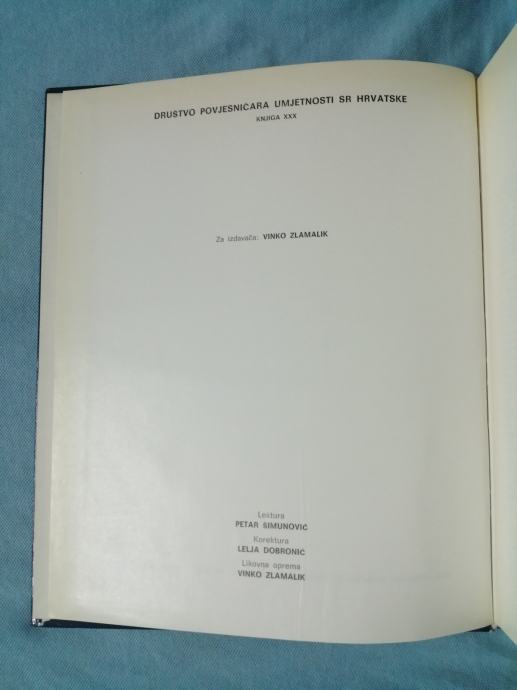 DRUŠTVO POVJESNIČARA UMJETNOSTI SR HRVATSKE
KNJIGA XXX
Za izdavača: VINKO ZLAMALIK
Lektura
PETAR ŠIMUNOVIĆ
Korektura
LELJA DOBRONIĆ
Likovna oprema
VINKO ZLAMALIK